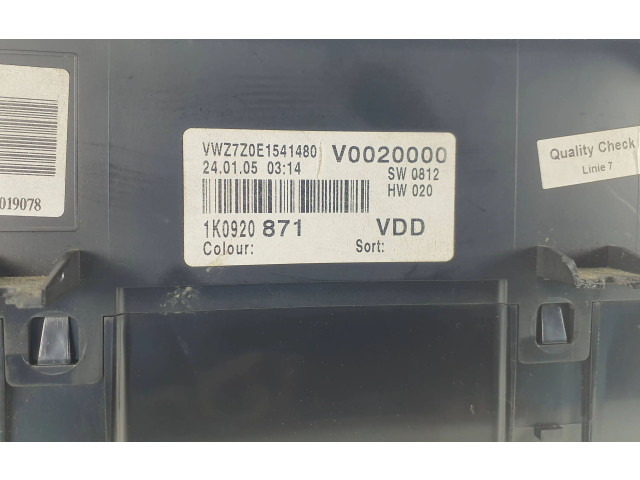 019078
VWZ7Z0E1541480 V0020000
24.01.05 03:14 SW 0812
HW 020
1K0920 871 VDD
Colour: Sort:
Quality Check
Linie 7